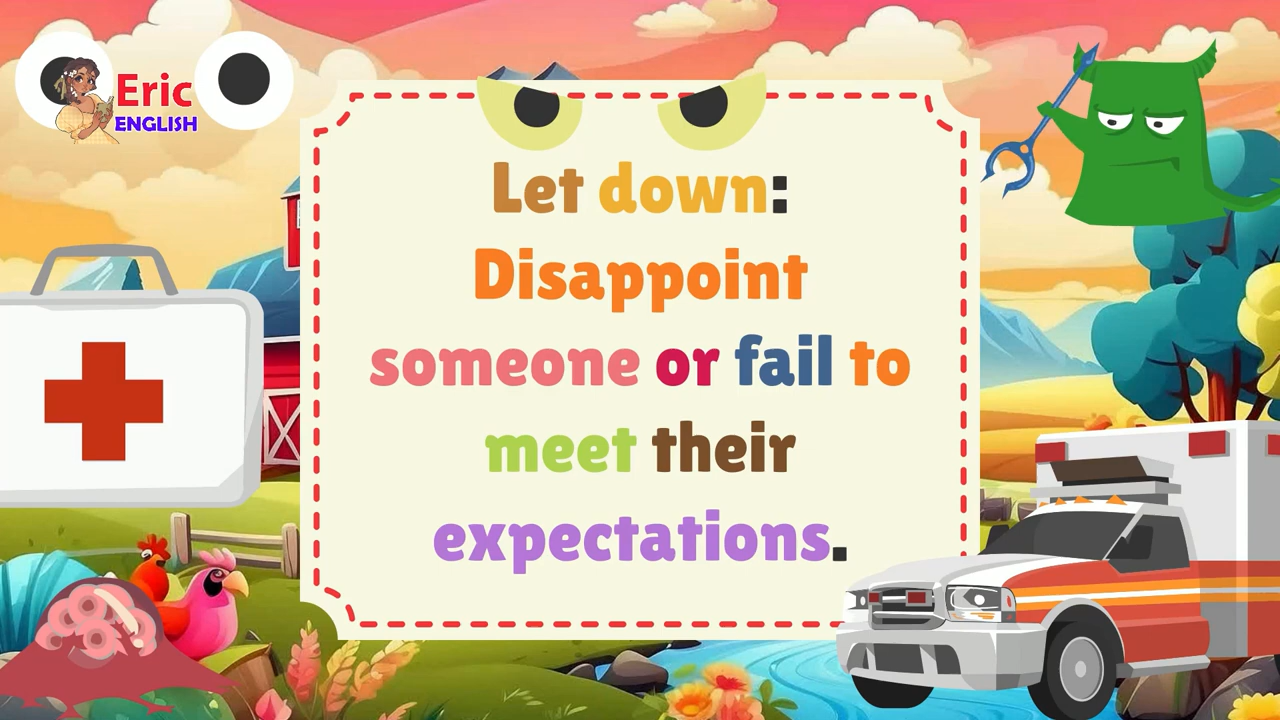 Eric
ENGLISH
Let down:
Disappoint
someone or fail to
meet their
expectations.